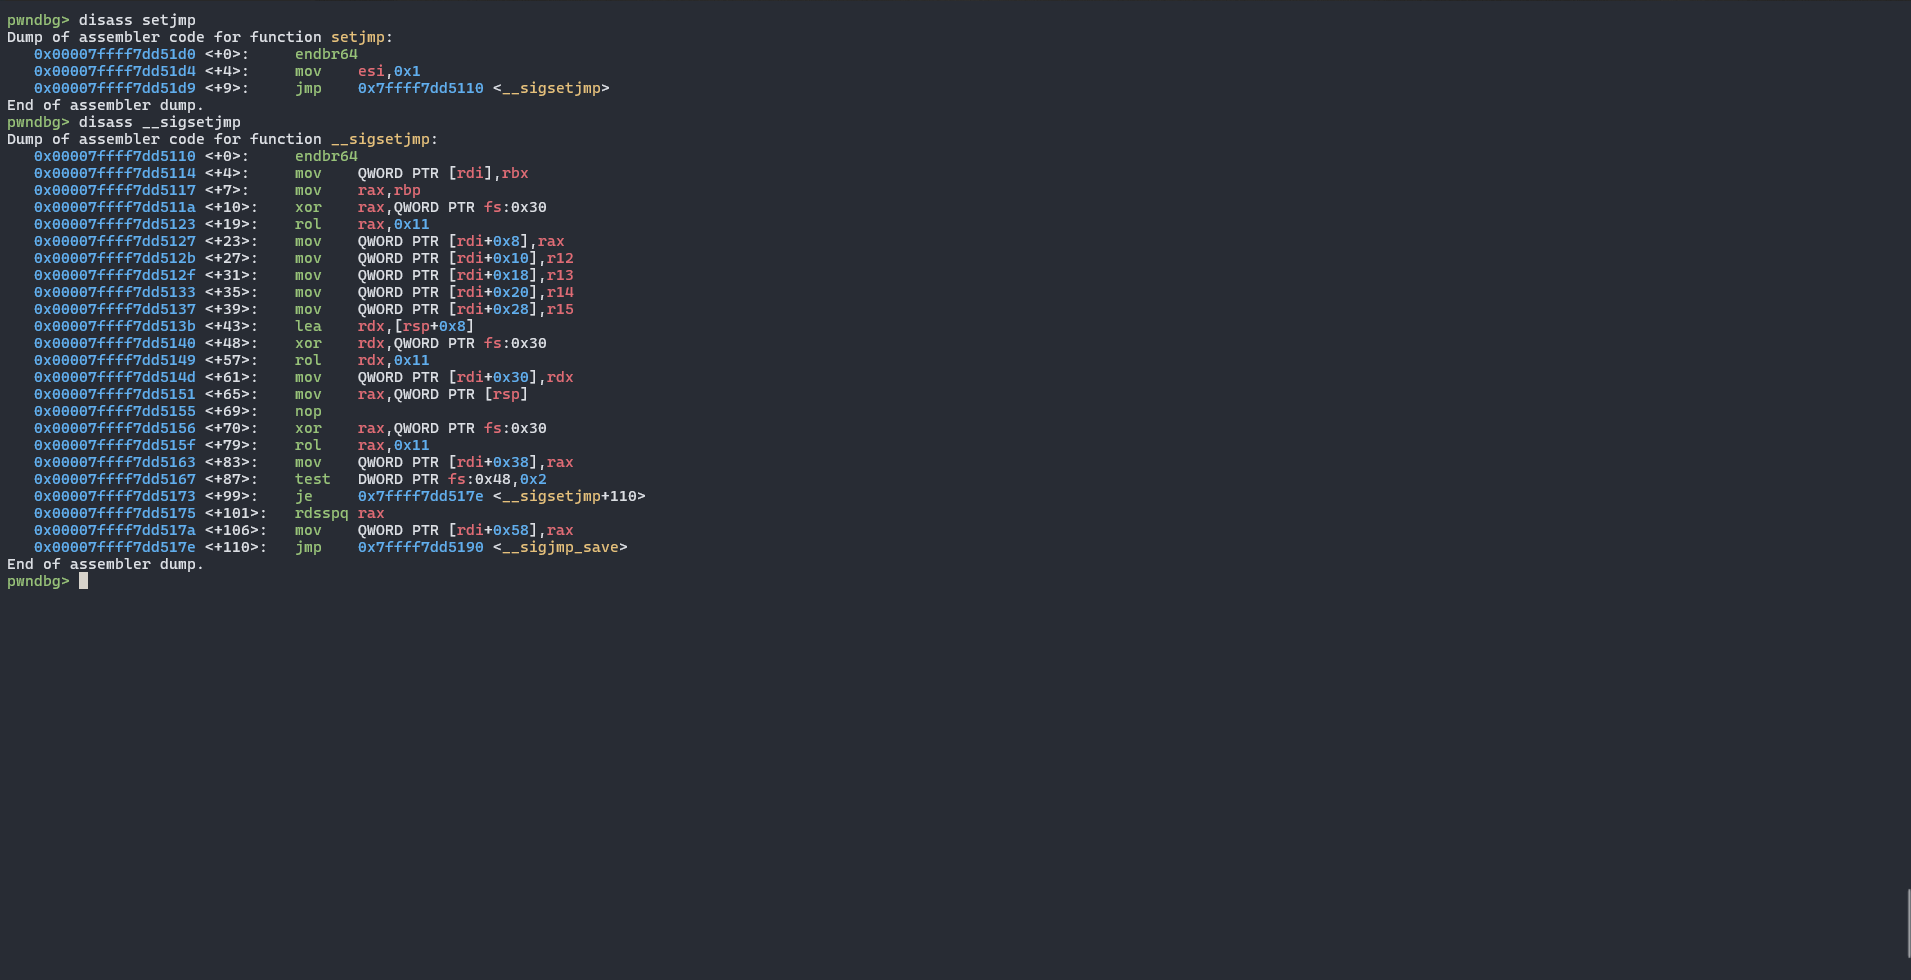 pwndbg> disass setjmp
Dump of assembler code for function setjmp:
   0x00007ffff7dd51d0 <+0>:     endbr64
   0x00007ffff7dd51d4 <+4>:     mov    esi,0x1
   0x00007ffff7dd51d9 <+9>:     jmp    0x7ffff7dd5110 <__sigsetjmp>
End of assembler dump.
pwndbg> disass __sigsetjmp
Dump of assembler code for function __sigsetjmp:
   0x00007ffff7dd5110 <+0>:     endbr64
   0x00007ffff7dd5114 <+4>:     mov    QWORD PTR [rdi],rbx
   0x00007ffff7dd5117 <+7>:     mov    rax,rbp
   0x00007ffff7dd511a <+10>:    xor    rax,QWORD PTR fs:0x30
   0x00007ffff7dd5123 <+19>:    rol    rax,0x11
   0x00007ffff7dd5127 <+23>:    mov    QWORD PTR [rdi+0x8],rax
   0x00007ffff7dd512b <+27>:    mov    QWORD PTR [rdi+0x10],r12
   0x00007ffff7dd512f <+31>:    mov    QWORD PTR [rdi+0x18],r13
   0x00007ffff7dd5133 <+35>:    mov    QWORD PTR [rdi+0x20],r14
   0x00007ffff7dd5137 <+39>:    mov    QWORD PTR [rdi+0x28],r15
   0x00007ffff7dd513b <+43>:    lea    rdx,[rsp+0x8]
   0x00007ffff7dd5140 <+48>:    xor    rdx,QWORD PTR fs:0x30
   0x00007ffff7dd5149 <+57>:    rol    rdx,0x11
   0x00007ffff7dd514d <+61>:    mov    QWORD PTR [rdi+0x30],rdx
   0x00007ffff7dd5151 <+65>:    mov    rax,QWORD PTR [rsp]
   0x00007ffff7dd5155 <+69>:    nop
   0x00007ffff7dd5156 <+70>:    xor    rax,QWORD PTR fs:0x30
   0x00007ffff7dd515f <+79>:    rol    rax,0x11
   0x00007ffff7dd5163 <+83>:    mov    QWORD PTR [rdi+0x38],rax
   0x00007ffff7dd5167 <+87>:    test   DWORD PTR fs:0x48,0x2
   0x00007ffff7dd5173 <+99>:    je     0x7ffff7dd517e <__sigsetjmp+110>
   0x00007ffff7dd5175 <+101>:   rdsspq rax
   0x00007ffff7dd517a <+106>:   mov    QWORD PTR [rdi+0x58],rax
   0x00007ffff7dd517e <+110>:   jmp    0x7ffff7dd5190 <__sigjmp_save>
End of assembler dump.
pwndbg>